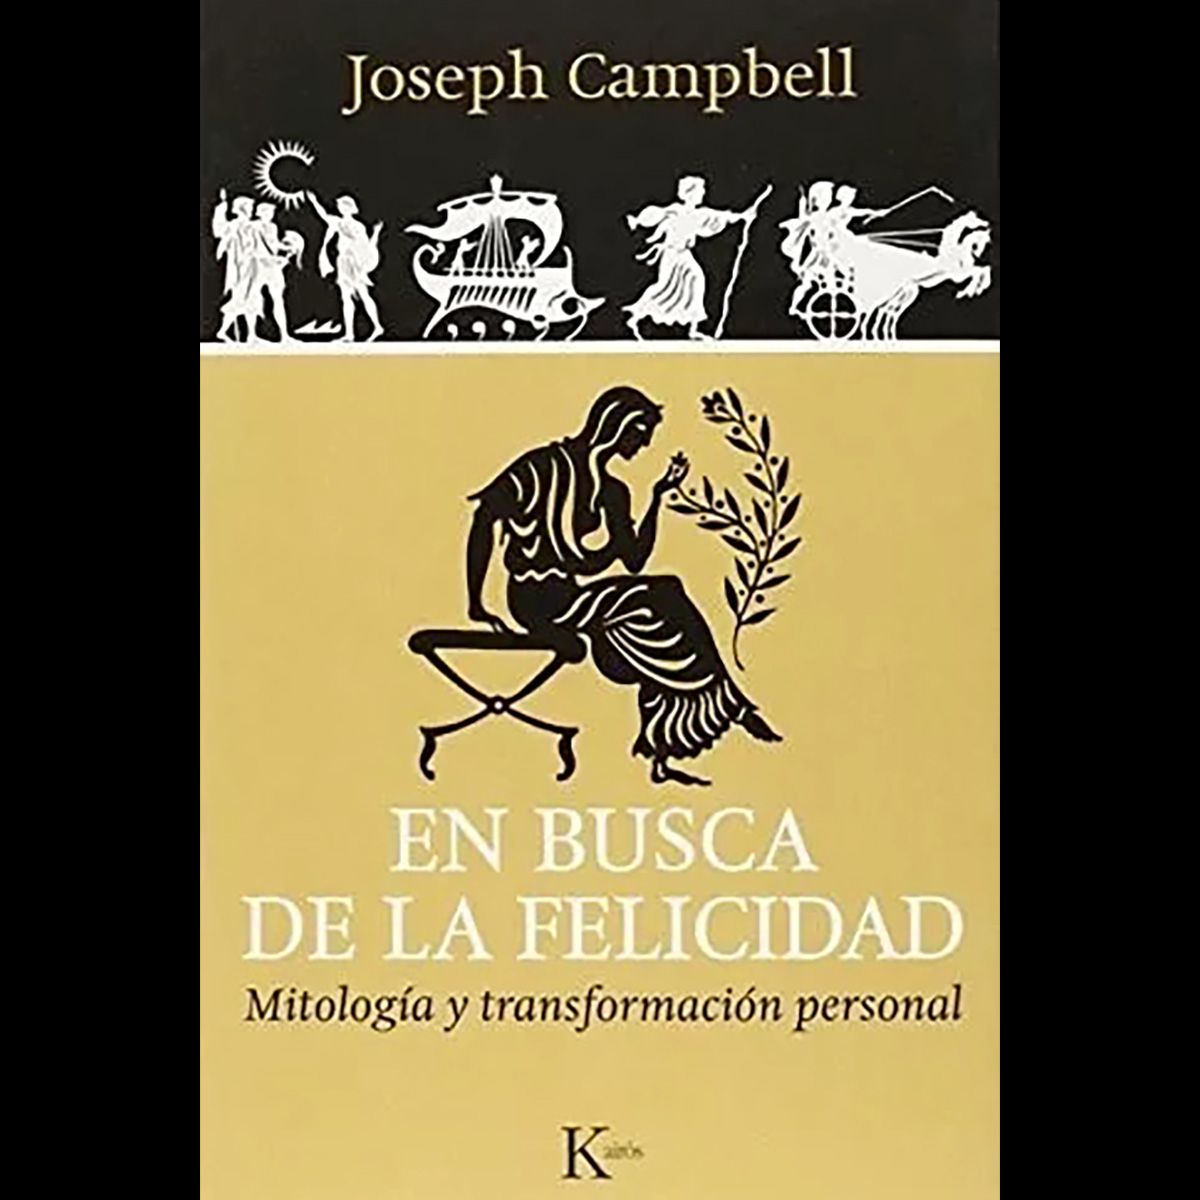 Joseph Campbell
EN BUSCA
DE LA FELICIDAD
Mitología y transformación personal
Kairós